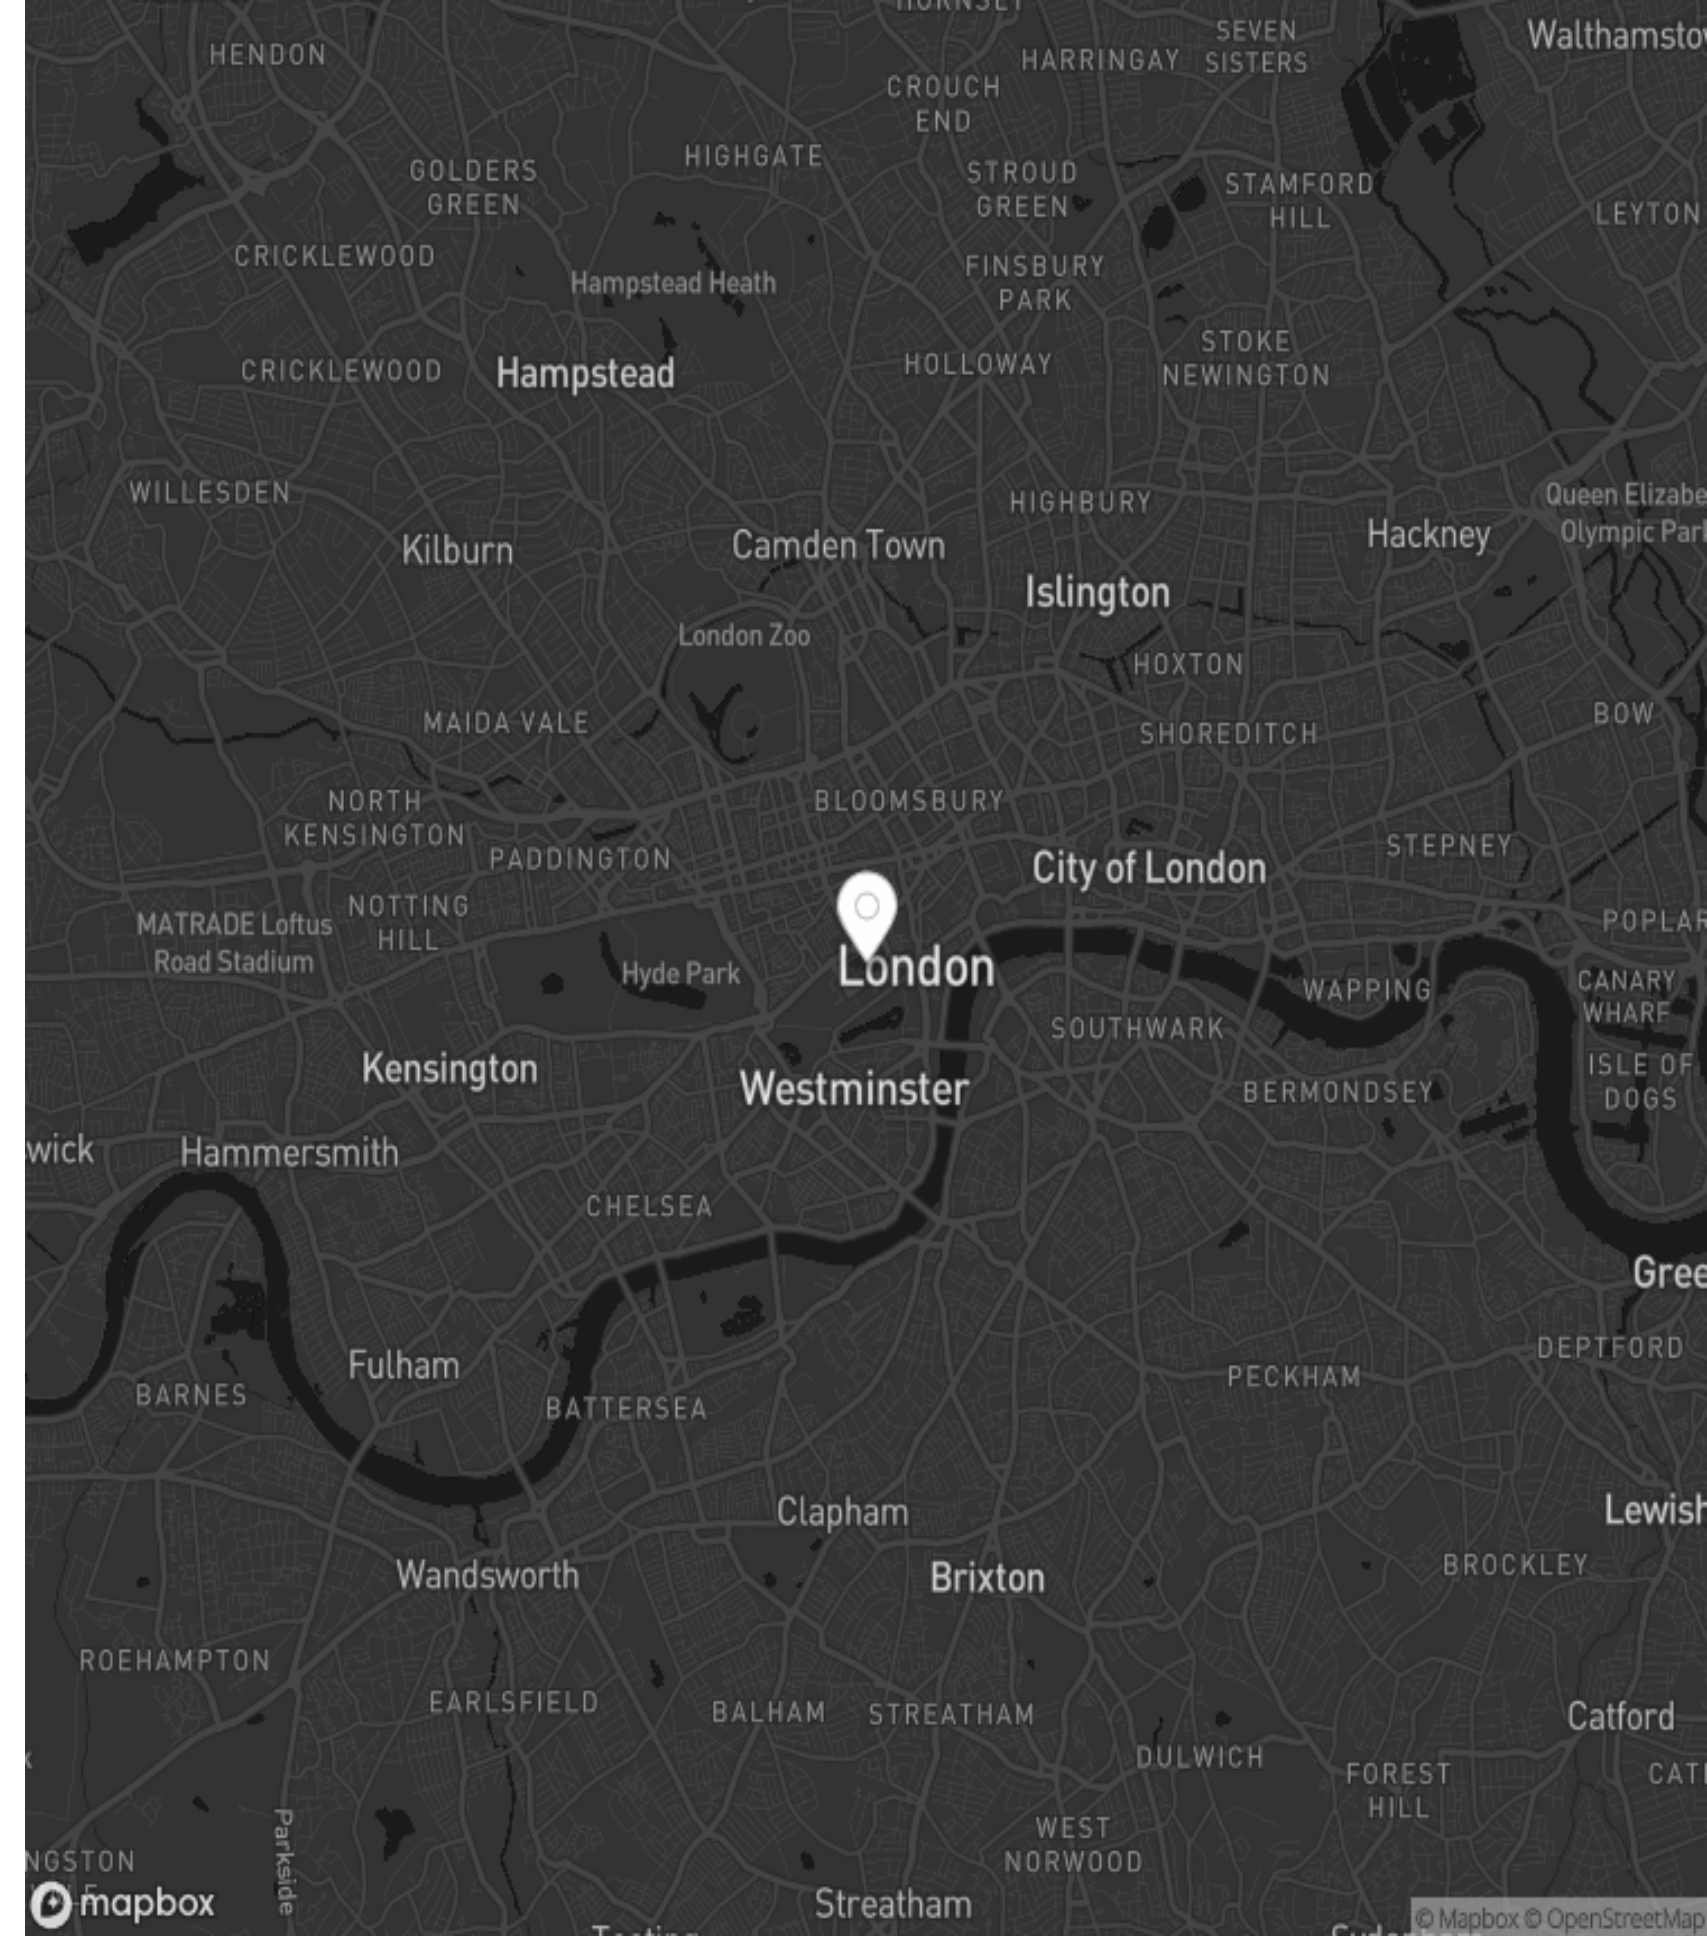 HORNSEY
SEVEN
SISTERS
HENDON
HARRINGAY
CROUCH
END
HIGHGATE
GOLDERS
GREEN
STROUD
GREEN
STAMFORD
HILL
LEYTON
CRICKLEWOOD
Hampstead Heath
FINSBURY
PARK
STOKE
NEWINGTON
CRICKLEWOOD
Hampstead
HOLLOWAY
WILLESDEN
HIGHBURY
Queen Elizabe
Olympic Par
Kilburn
Camden Town
Hackney
Islington
London Zoo
HOXTON
MAIDA VALE
SHOREDITCH
BOW
NORTH
KENSINGTON
BLOOMSBURY
PADDINGTON
City of London
STEPNEY
NOTTING
HILL
MATRADE Loftus
Road Stadium
POPLAR
Hyde Park
London
WAPPING
CANARY
WHARF
SOUTHWARK
Kensington
Westminster
BERMONDSEY
ISLE OF
DOGS
wick
Hammersmith
CHELSEA
Gree
Fulham
DEPTFORD
BARNES
BATTERSEA
PECKHAM
Clapham
Lewish
Wandsworth
Brixton
BROCKLEY
ROEHAMPTON
EARLSFIELD
BALHAM
STREATHAM
Catford
DULWICH
FOREST
HILL
CAT
Parkside
WEST
NORWOOD
NGSTON
mapbox
Streatham
© Mapbox © OpenStreetMap